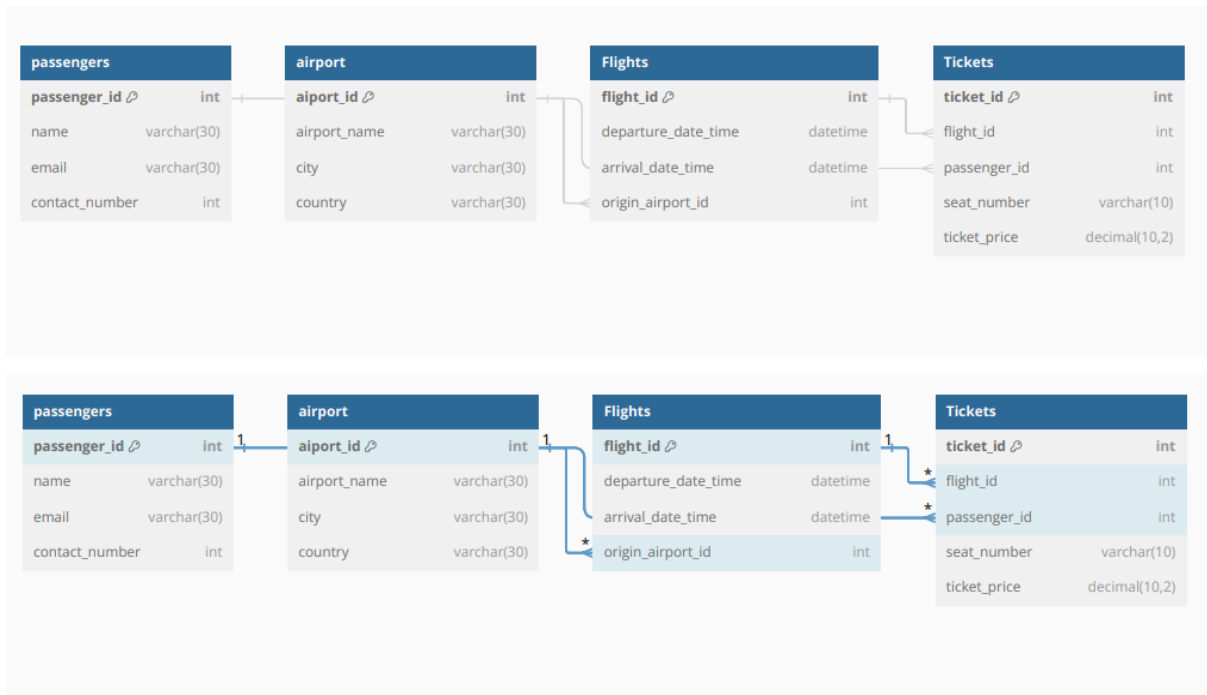 passengers
passenger_id int
name varchar(30)
email varchar(30)
contact_number int
airport
aiport_id int
airport_name varchar(30)
city varchar(30)
country varchar(30)
Flights
flight_id int
departure_date_time datetime
arrival_date_time datetime
origin_airport_id int
Tickets
ticket_id int
flight_id int
passenger_id int
seat_number varchar(10)
ticket_price decimal(10,2)
passengers
passenger_id int 1
name varchar(30)
email varchar(30)
contact_number int
airport
aiport_id int 1
airport_name varchar(30)
city varchar(30)
country varchar(30)
Flights
flight_id int 1
departure_date_time datetime
arrival_date_time datetime
* origin_airport_id int
Tickets
ticket_id int
* flight_id int
* passenger_id int
seat_number varchar(10)
ticket_price decimal(10,2)